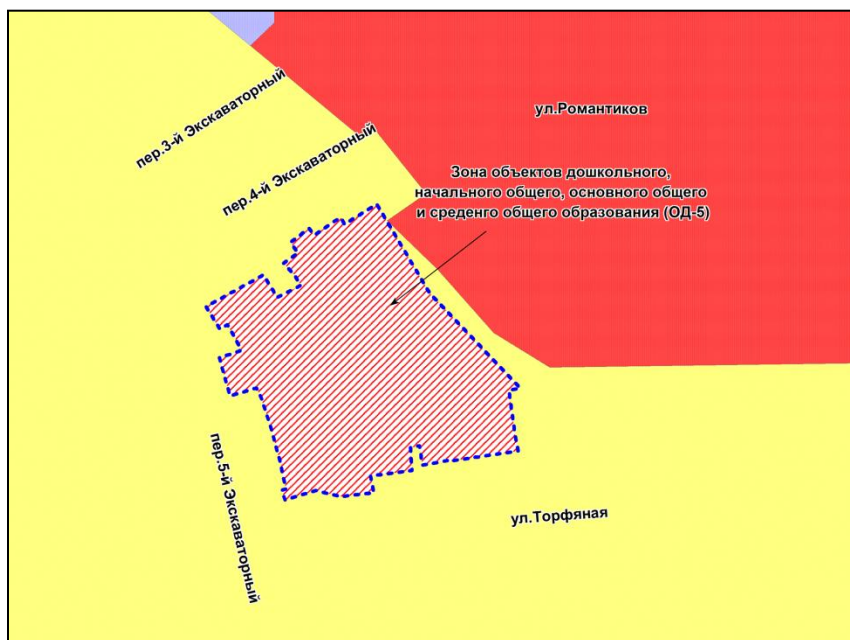 пер.3-й Экскаваторный
ул.Романтиков
пер.4-й Экскаваторный
Зона объектов дошкольного,
начального общего, основного общего
и среденго общего образования (ОД-5)
пер.5-й Экскаваторный
ул.Торфяная